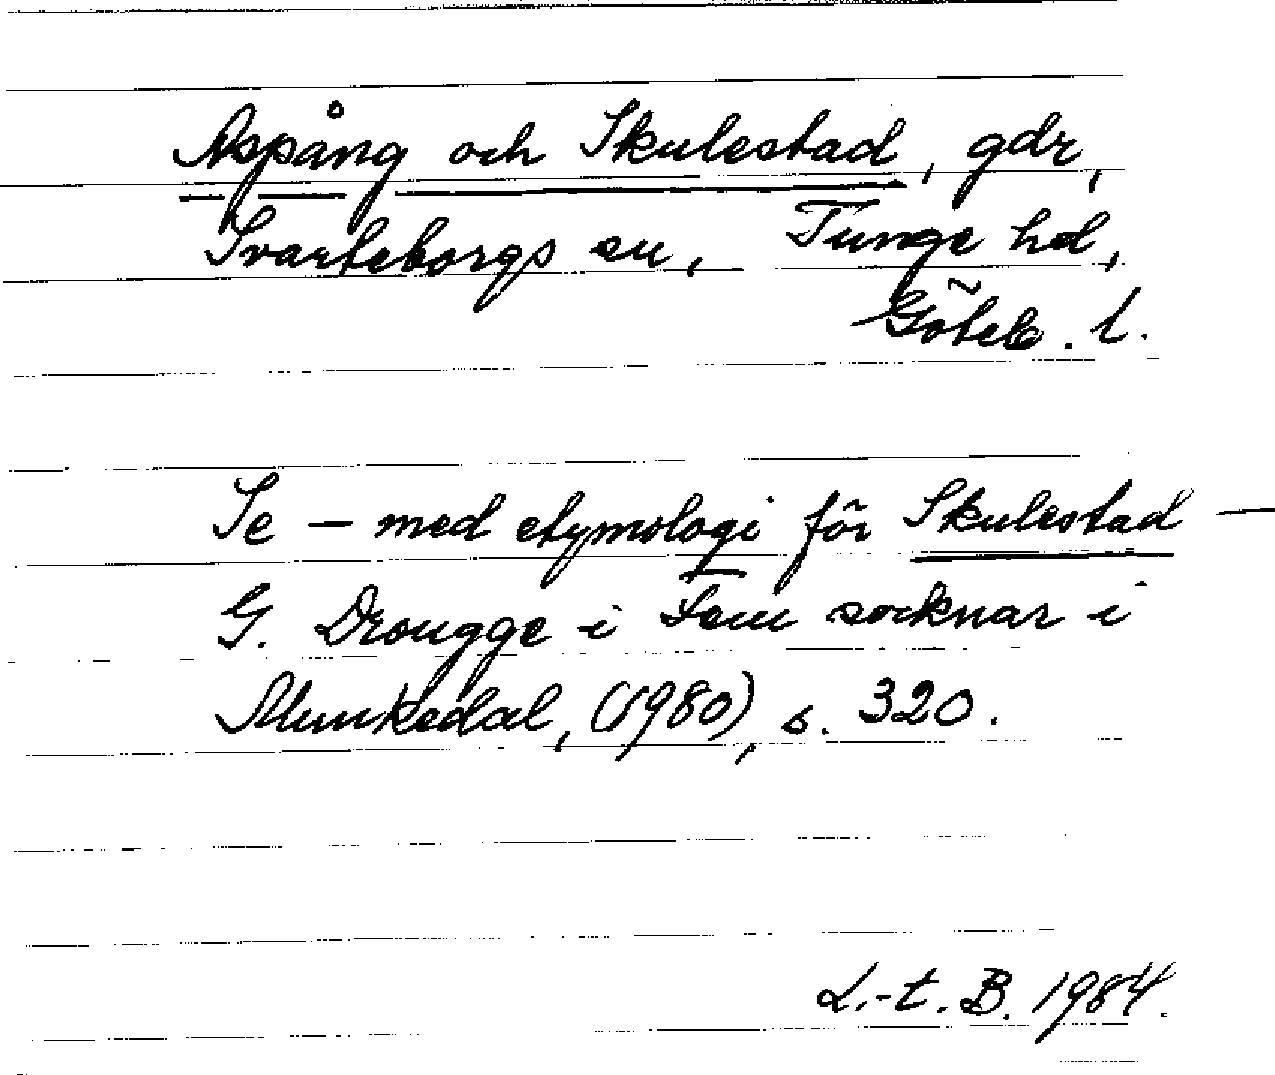 Aspång och Skulestad, gdr,
Svarteborgs sn, Tunge hd,
Göteb. l.
Se – med etymologi för Skulestad –
G. Drougge i Fem socknar i
Munkedal, (1980), s. 320.
L.-t. B. 1984.